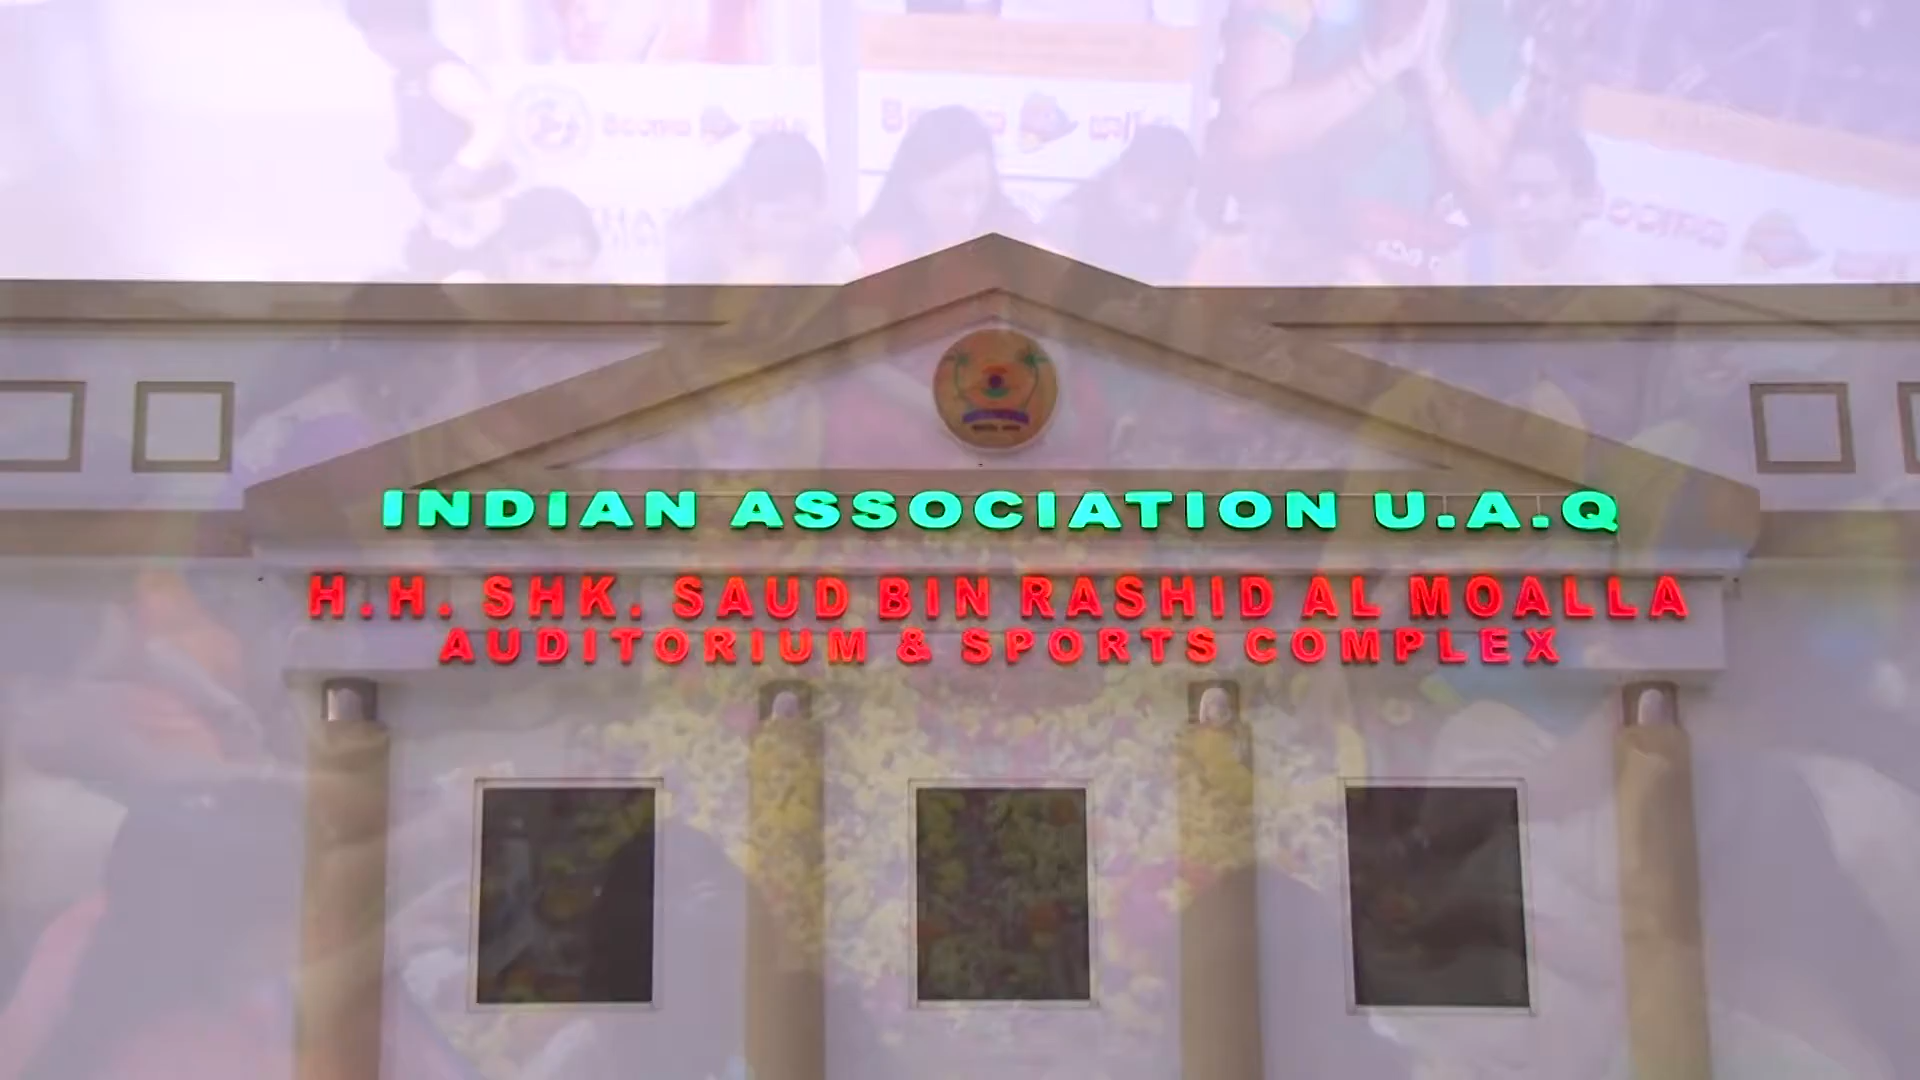 INDIAN ASSOCIATION U.A.Q
H.H. SHK. SAUD BIN RASHID AL MOALLA
AUDITORIUM & SPORTS COMPLEX